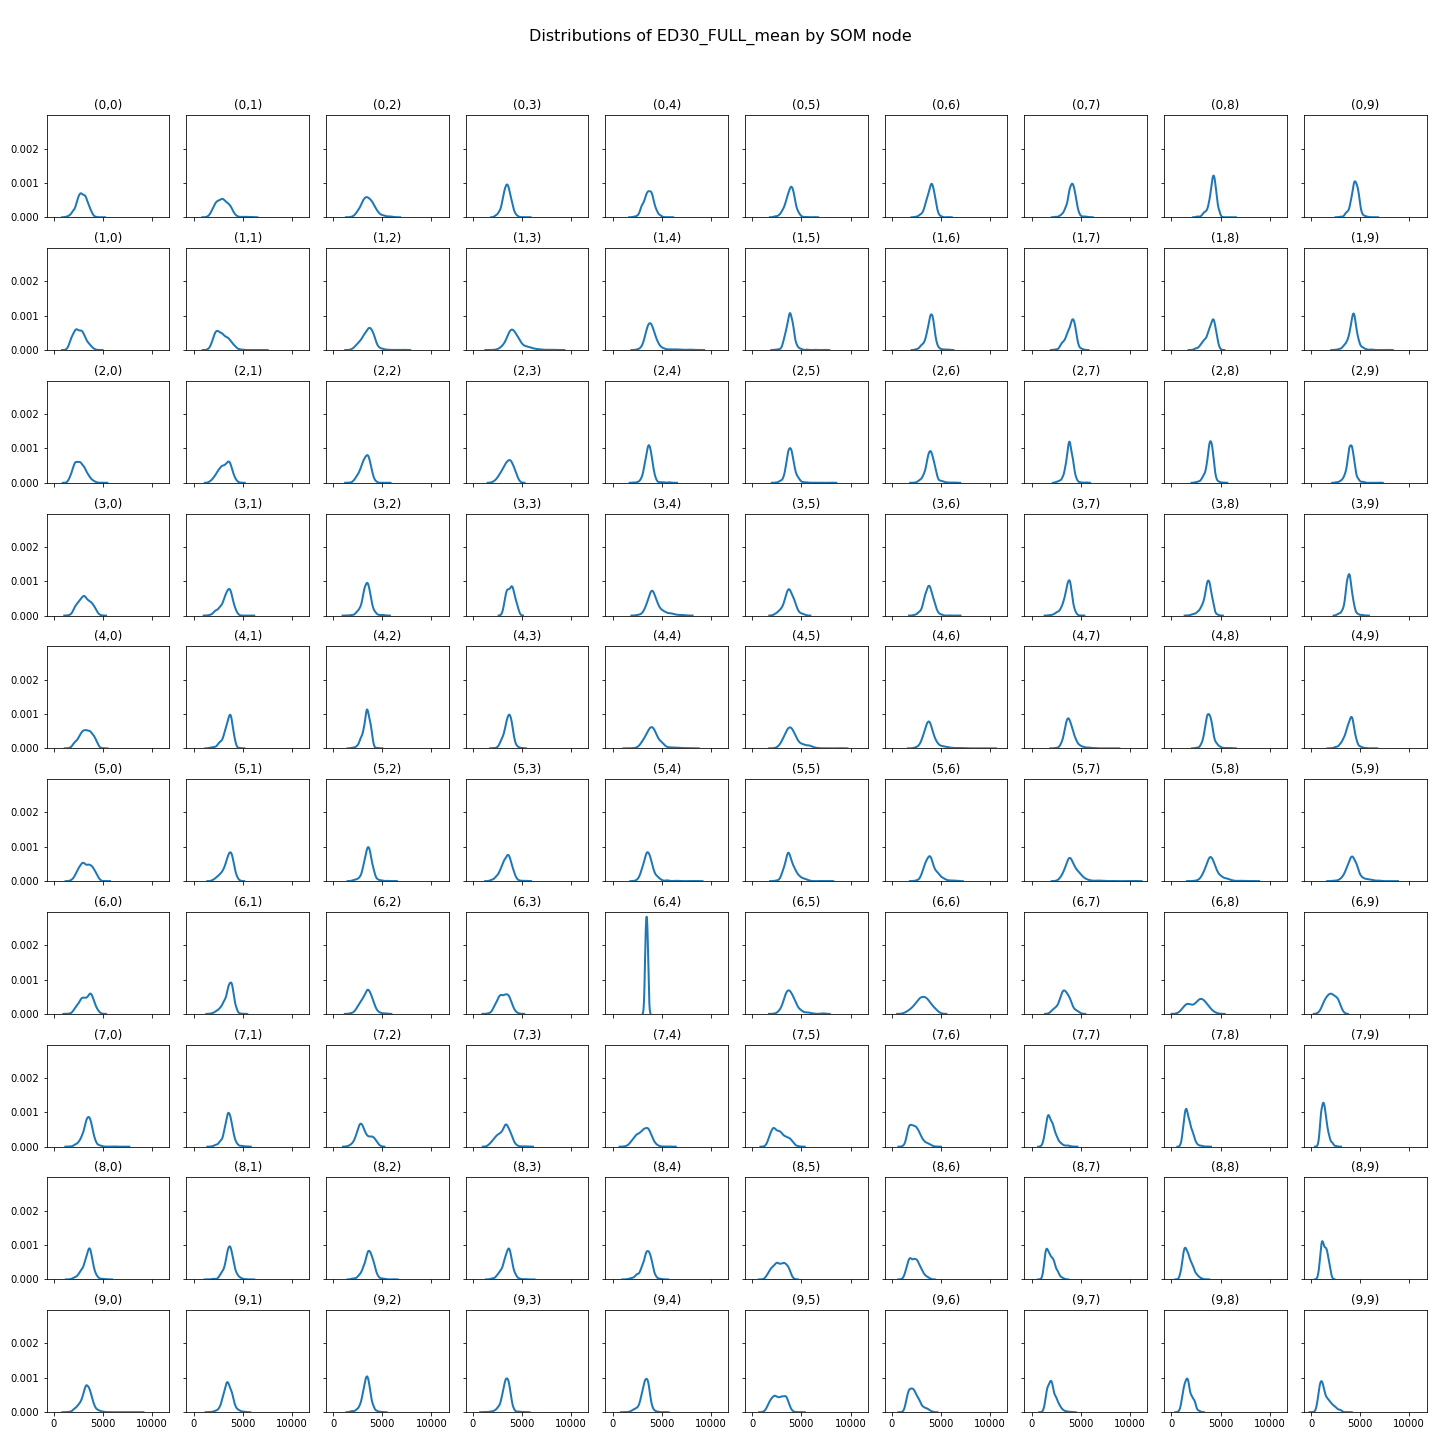 Distributions of ED30_FULL_mean by SOM node
(0,0) (0,1) (0,2) (0,3) (0,4) (0,5) (0,6) (0,7) (0,8) (0,9)
0.002
0.001
0.000
(1,0) (1,1) (1,2) (1,3) (1,4) (1,5) (1,6) (1,7) (1,8) (1,9)
0.002
0.001
0.000
(2,0) (2,1) (2,2) (2,3) (2,4) (2,5) (2,6) (2,7) (2,8) (2,9)
0.002
0.001
0.000
(3,0) (3,1) (3,2) (3,3) (3,4) (3,5) (3,6) (3,7) (3,8) (3,9)
0.002
0.001
0.000
(4,0) (4,1) (4,2) (4,3) (4,4) (4,5) (4,6) (4,7) (4,8) (4,9)
0.002
0.001
0.000
(5,0) (5,1) (5,2) (5,3) (5,4) (5,5) (5,6) (5,7) (5,8) (5,9)
0.002
0.001
0.000
(6,0) (6,1) (6,2) (6,3) (6,4) (6,5) (6,6) (6,7) (6,8) (6,9)
0.002
0.001
0.000
(7,0) (7,1) (7,2) (7,3) (7,4) (7,5) (7,6) (7,7) (7,8) (7,9)
0.002
0.001
0.000
(8,0) (8,1) (8,2) (8,3) (8,4) (8,5) (8,6) (8,7) (8,8) (8,9)
0.002
0.001
0.000
(9,0) (9,1) (9,2) (9,3) (9,4) (9,5) (9,6) (9,7) (9,8) (9,9)
0.002
0.001
0.000
0 5000 10000 0 5000 10000 0 5000 10000 0 5000 10000 0 5000 10000 0 5000 10000 0 5000 10000 0 5000 10000 0 5000 10000 0 5000 10000